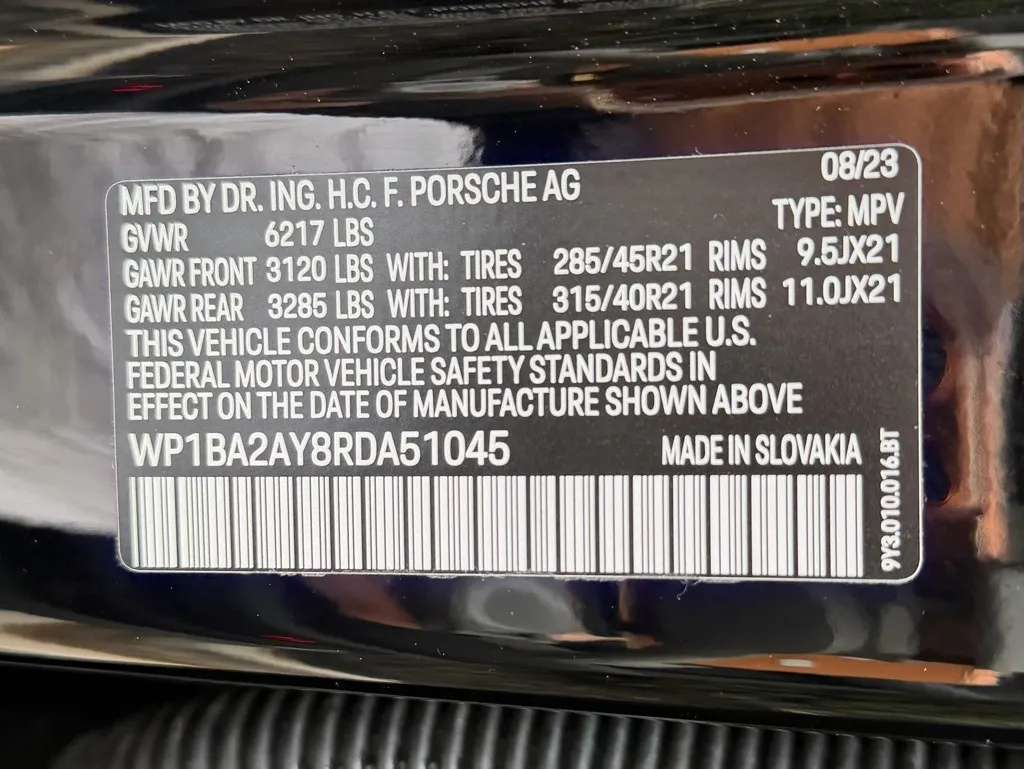 08/23
MFD BY DR. ING. H.C. F. PORSCHE AG
TYPE: MPV
GVWR 6217 LBS
GAWR FRONT 3120 LBS WITH: TIRES 285/45R21 RIMS 9.5JX21
GAWR REAR 3285 LBS WITH: TIRES 315/40R21 RIMS 11.0JX21
THIS VEHICLE CONFORMS TO ALL APPLICABLE U.S.
FEDERAL MOTOR VEHICLE SAFETY STANDARDS IN
EFFECT ON THE DATE OF MANUFACTURE SHOWN ABOVE
WP1BA2AY8RDA51045 MADE IN SLOVAKIA
9Y3.010.016.BT